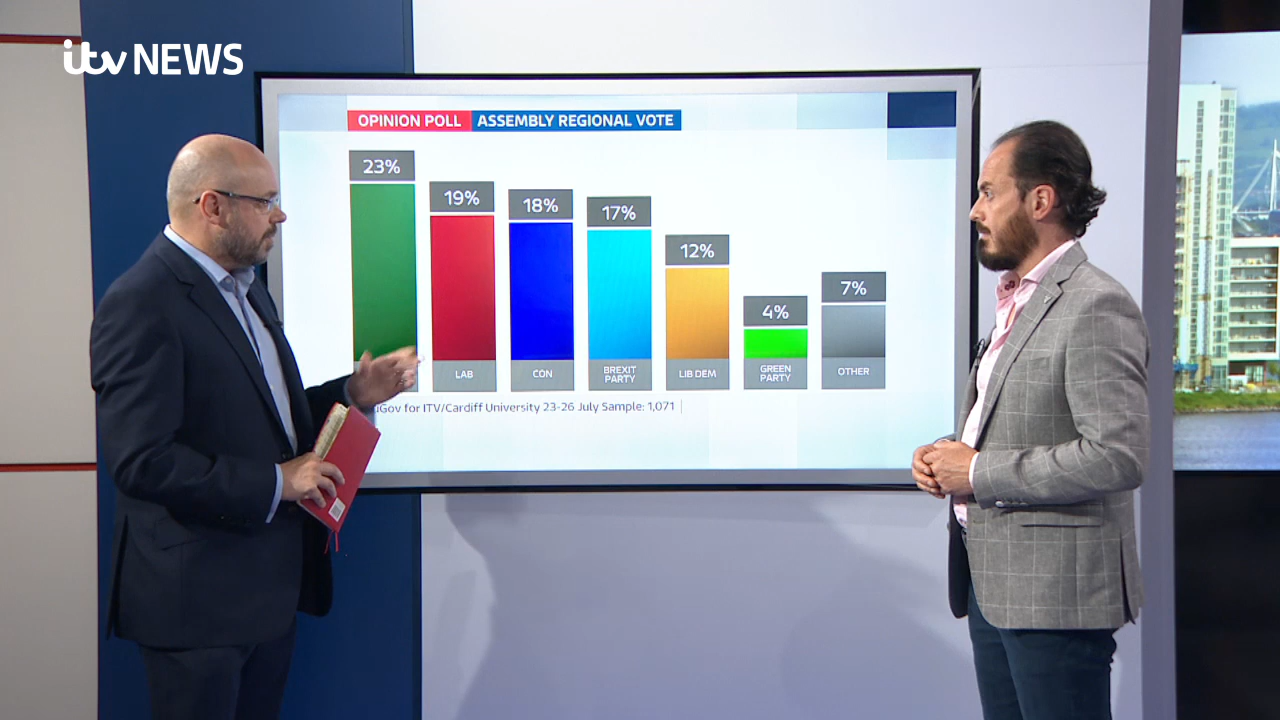 itv NEWS
OPINION POLL ASSEMBLY REGIONAL VOTE
23%
19%
18%
17%
12%
4%
7%
LAB
CON
BREXIT
PARTY
LIB DEM
GREEN
PARTY
OTHER
for ITV/Cardiff University 23-26 July Sample: 1,071